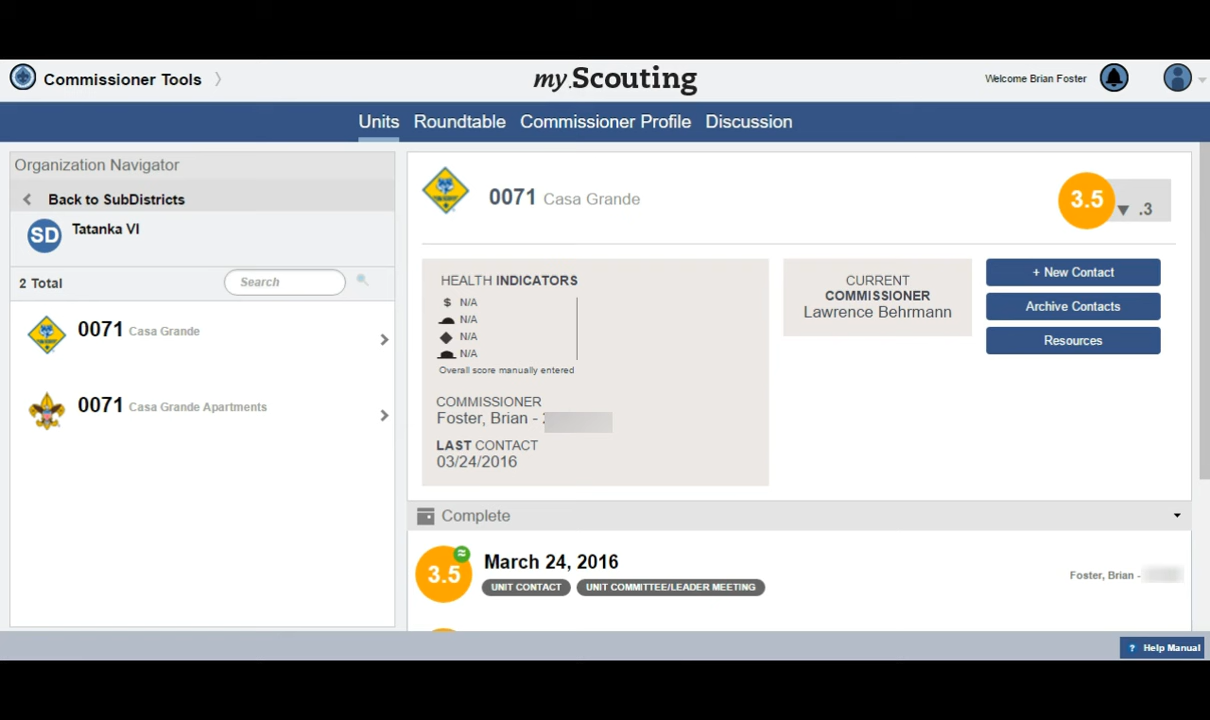 Commissioner Tools
my.Scouting
Welcome Brian Foster
Units Roundtable Commissioner Profile Discussion
Organization Navigator
Back to SubDistricts
SD Tatanka VI
2 Total Search
0071 Casa Grande
0071 Casa Grande Apartments
0071 Casa Grande
3.5 ▼ .3
HEALTH INDICATORS
$ N/A
N/A
N/A
N/A
Overall score manually entered
COMMISSIONER
Foster, Brian -
LAST CONTACT
03/24/2016
CURRENT
COMMISSIONER
Lawrence Behrmann
+ New Contact
Archive Contacts
Resources
Complete
3.5 March 24, 2016
UNIT CONTACT UNIT COMMITTEE/LEADER MEETING
Foster, Brian -
? Help Manual